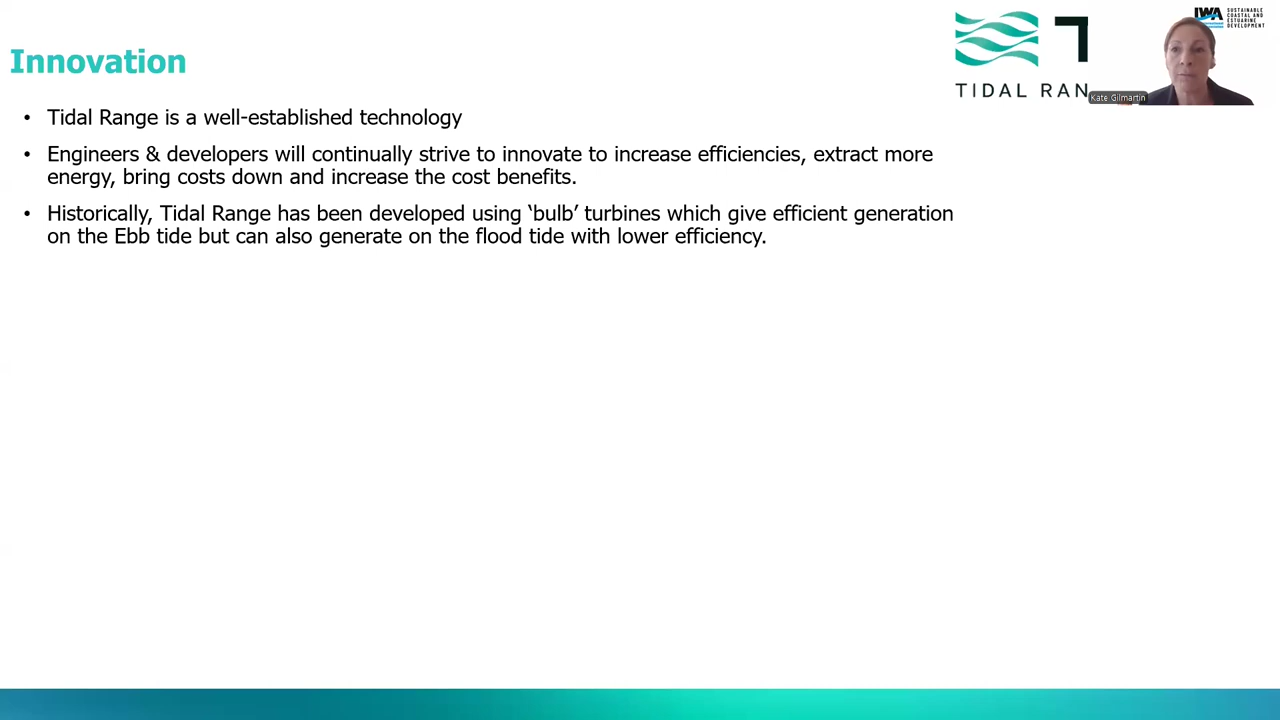 IWA
SUSTAINABLE
COASTAL AND
ESTUARINE
DEVELOPMENT
Innovation
TIDAL RAN
Kate Gilmartin
• Tidal Range is a well-established technology
• Engineers & developers will continually strive to innovate to increase efficiencies, extract more
energy, bring costs down and increase the cost benefits.
• Historically, Tidal Range has been developed using ‘bulb’ turbines which give efficient generation
on the Ebb tide but can also generate on the flood tide with lower efficiency.